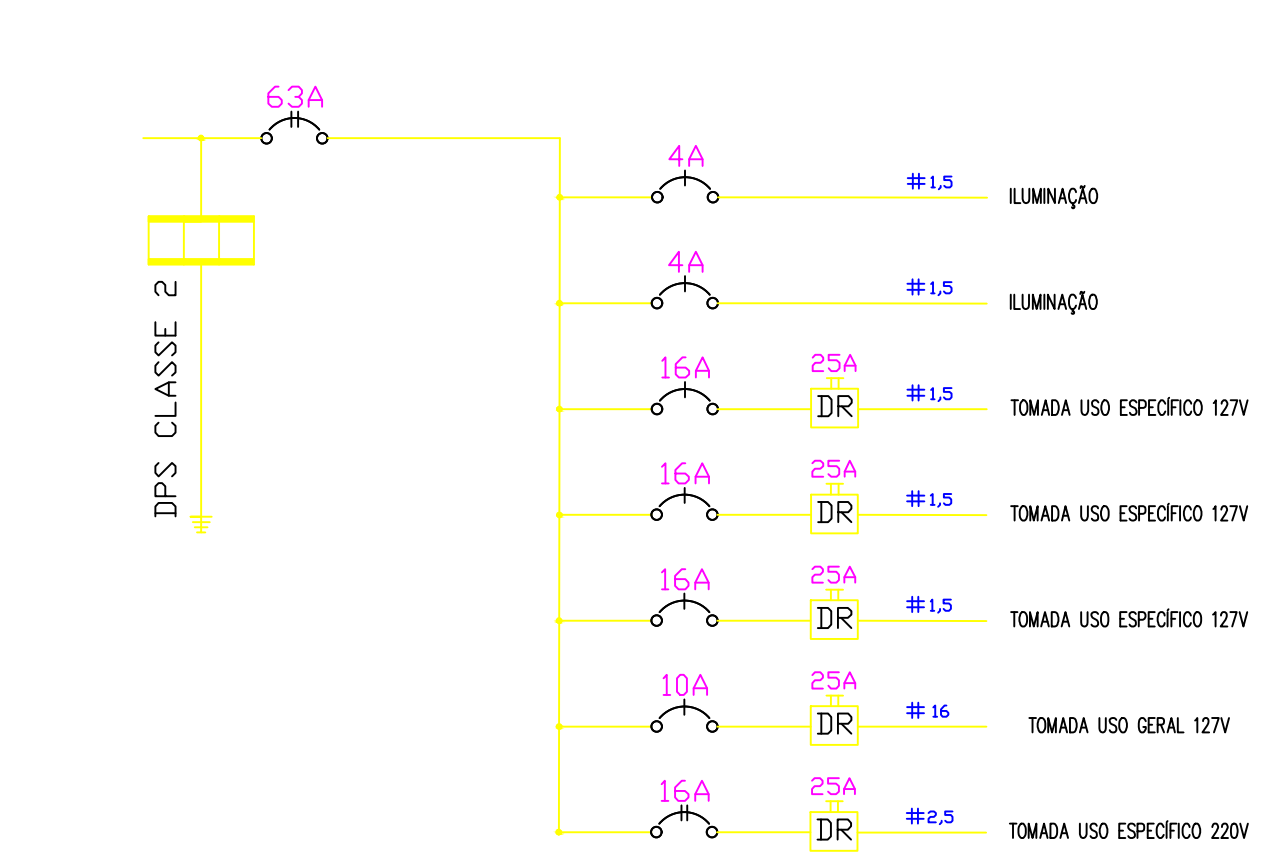 63A
DPS CLASSE 2
4A
#1,5
ILUMINAÇÃO
4A
#1,5
ILUMINAÇÃO
16A
25A
DR
#1,5
TOMADA USO ESPECÍFICO 127V
16A
25A
DR
#1,5
TOMADA USO ESPECÍFICO 127V
16A
25A
DR
#1,5
TOMADA USO ESPECÍFICO 127V
10A
25A
DR
# 16
TOMADA USO GERAL 127V
16A
25A
DR
#2,5
TOMADA USO ESPECÍFICO 220V